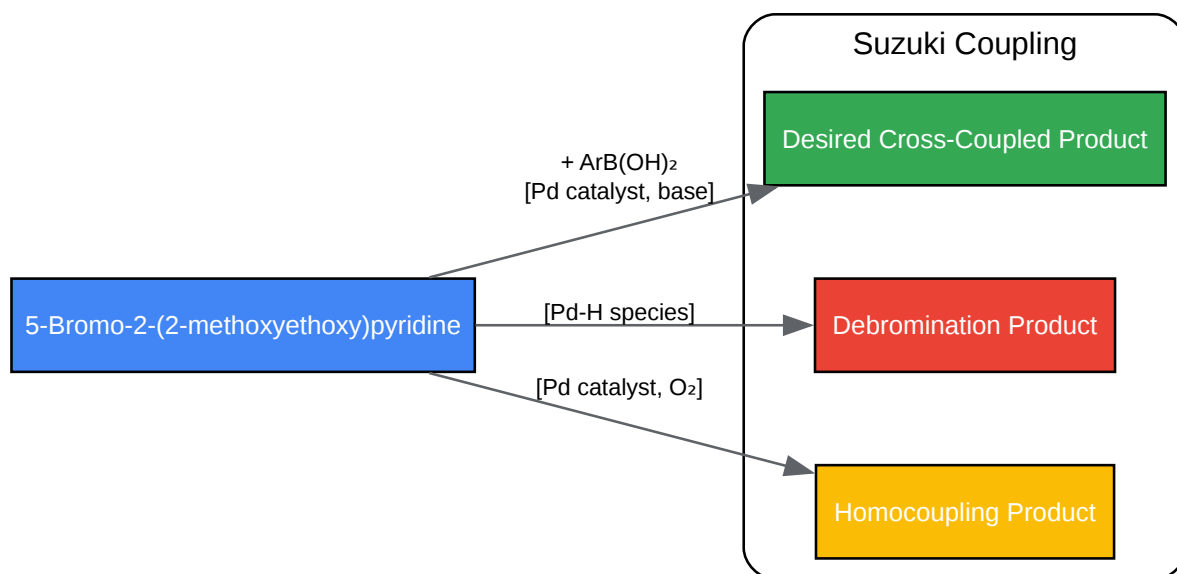 Suzuki Coupling
Desired Cross-Coupled Product
+ ArB(OH)₂
[Pd catalyst, base]
5-Bromo-2-(2-methoxyethoxy)pyridine
[Pd-H species]
Debromination Product
[Pd catalyst, O₂]
Homocoupling Product